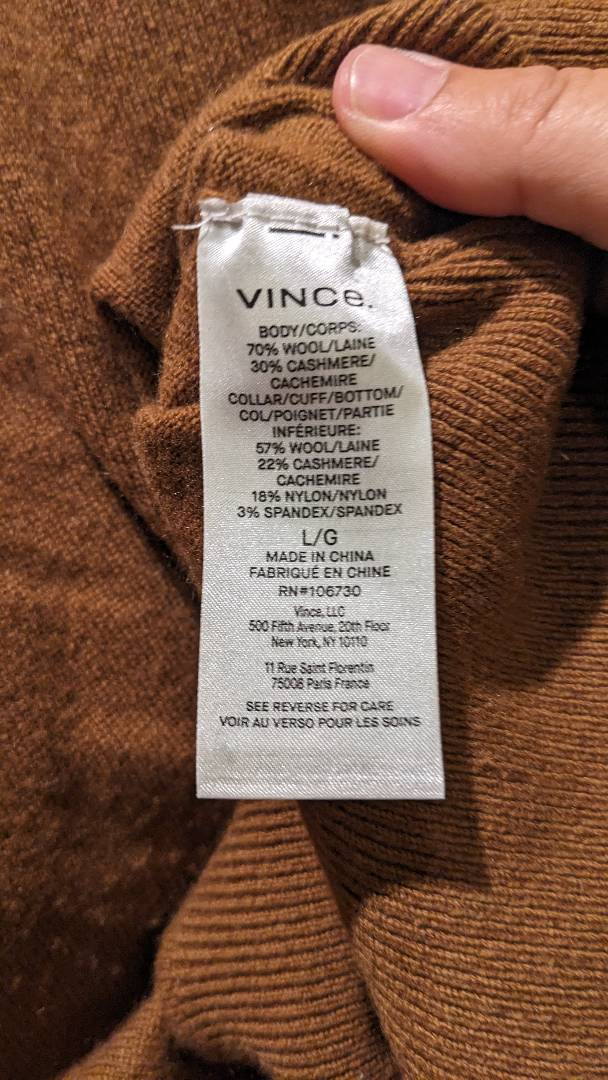 VINCe.
BODY/CORPS:
70% WOOL/LAINE
30% CASHMERE/
CACHEMIRE
COLLAR/CUFF/BOTTOM/
COL/POIGNET/PARTIE
INFÉRIEURE:
57% WOOL/LAINE
22% CASHMERE/
CACHEMIRE
18% NYLON/NYLON
3% SPANDEX/SPANDEX
L/G
MADE IN CHINA
FABRIQUÉ EN CHINE
RN#106730
Vince, LLC
500 Fifth Avenue, 20th Floor
New York, NY 10110
11 Rue Saint Florentin
75008 Paris France
SEE REVERSE FOR CARE
VOIR AU VERSO POUR LES SOINS